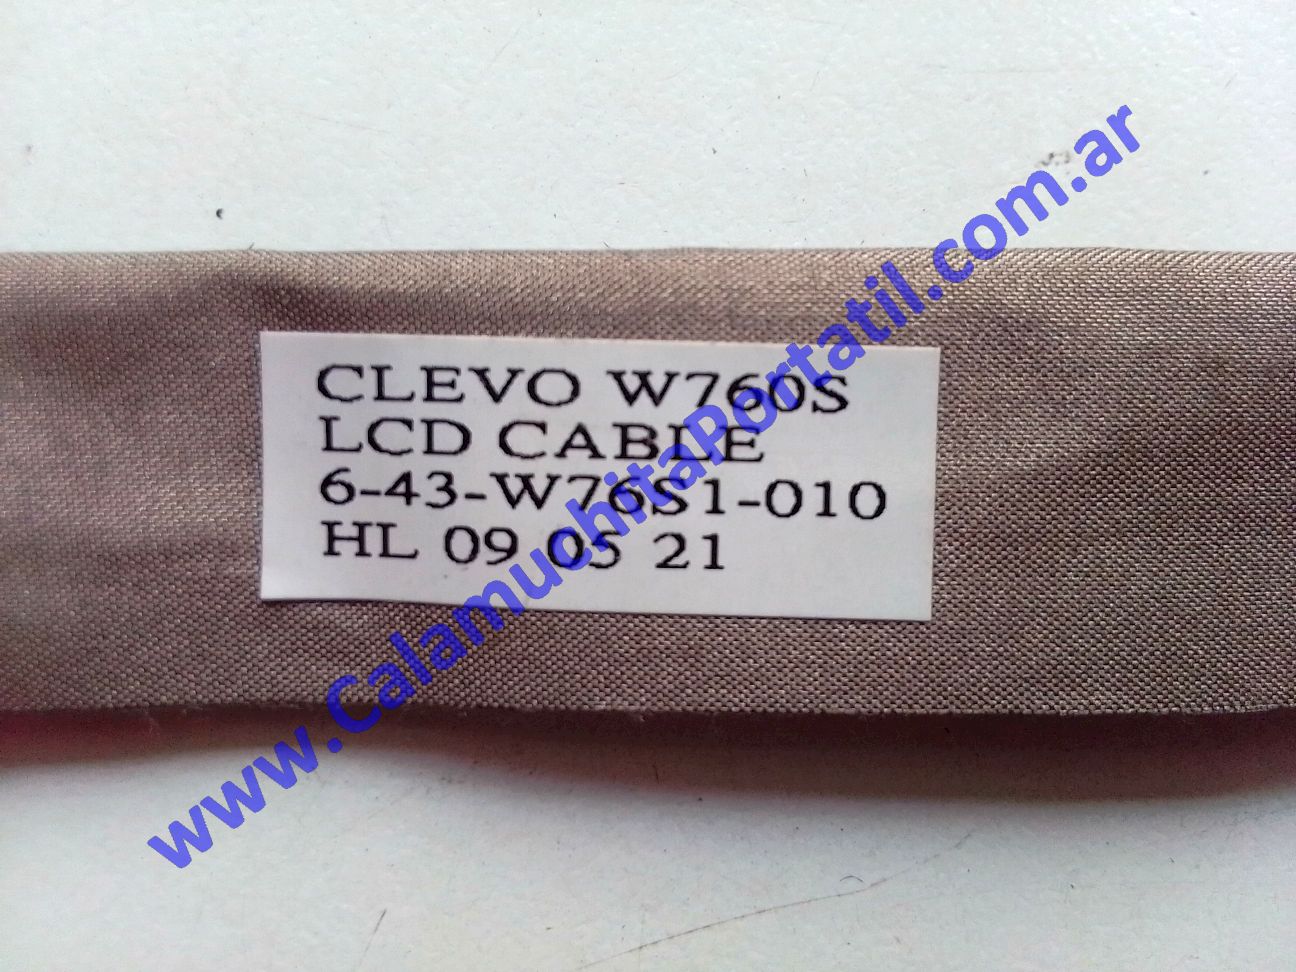 CLEVO W760S
LCD CABLE
6-43-W76S1-010
HL 09 05 21
www.CalamuchitaPortatil.com.ar